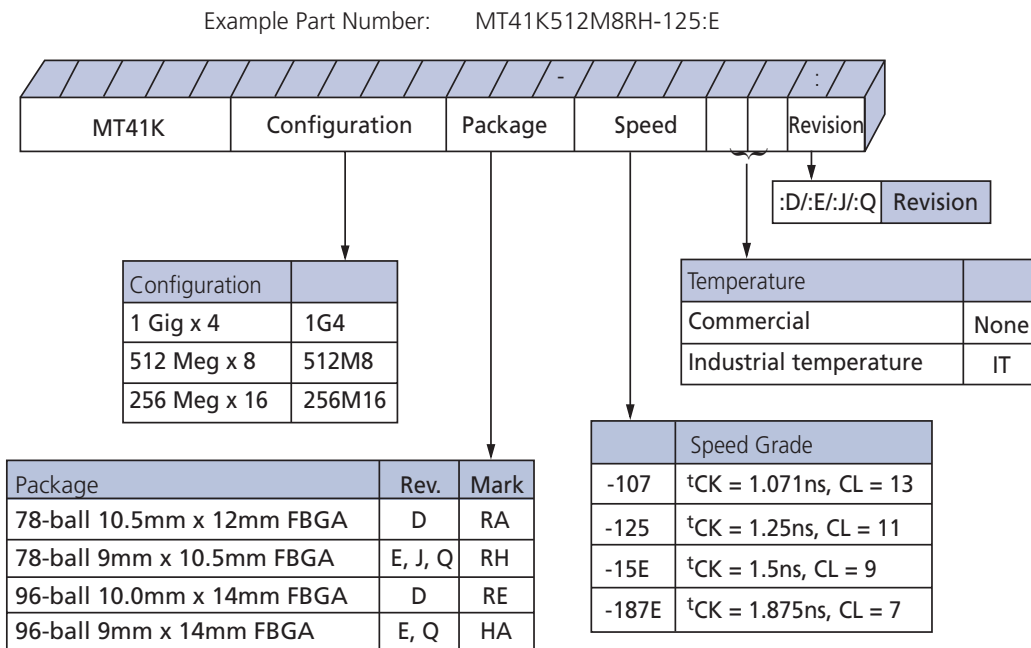 Example Part Number: MT41K512M8RH-125:E
- :
MT41K Configuration Package Speed Revision
:D/:E/:J/:Q Revision
Configuration
1 Gig x 4 1G4
512 Meg x 8 512M8
256 Meg x 16 256M16
Temperature
Commercial None
Industrial temperature IT
Package Rev. Mark
78-ball 10.5mm x 12mm FBGA D RA
78-ball 9mm x 10.5mm FBGA E, J, Q RH
96-ball 10.0mm x 14mm FBGA D RE
96-ball 9mm x 14mm FBGA E, Q HA
Speed Grade
-107 tCK = 1.071ns, CL = 13
-125 tCK = 1.25ns, CL = 11
-15E tCK = 1.5ns, CL = 9
-187E tCK = 1.875ns, CL = 7